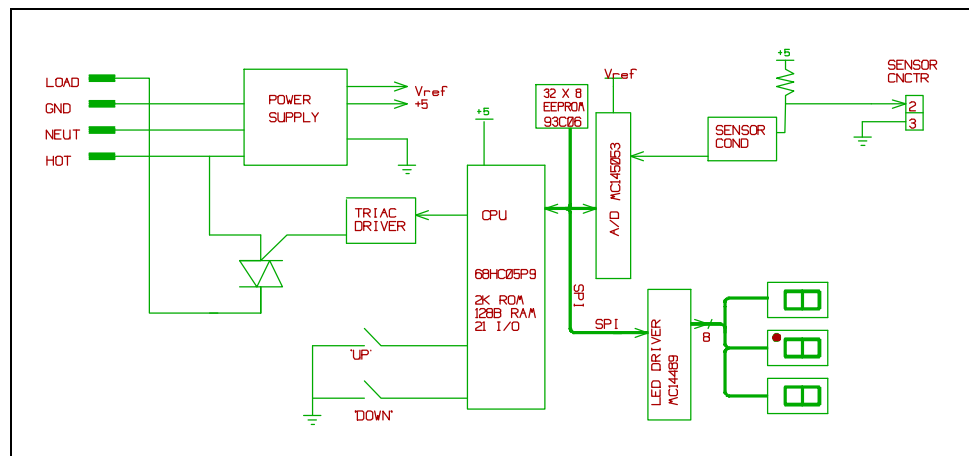 LOAD
GND
NEUT
HOT
POWER
SUPPLY
Vref
+5
TRIAC
DRIVER
+5
CPU
68HC05P9
2K ROM
128B RAM
21 I/O
'UP'
'DOWN'
32 X 8
EEPROM
93C06
Vref
A/D MC145053
SPI
SPI
LED DRIVER
MC14489
8
+5
SENSOR
COND
SENSOR
CNCTR
2
3